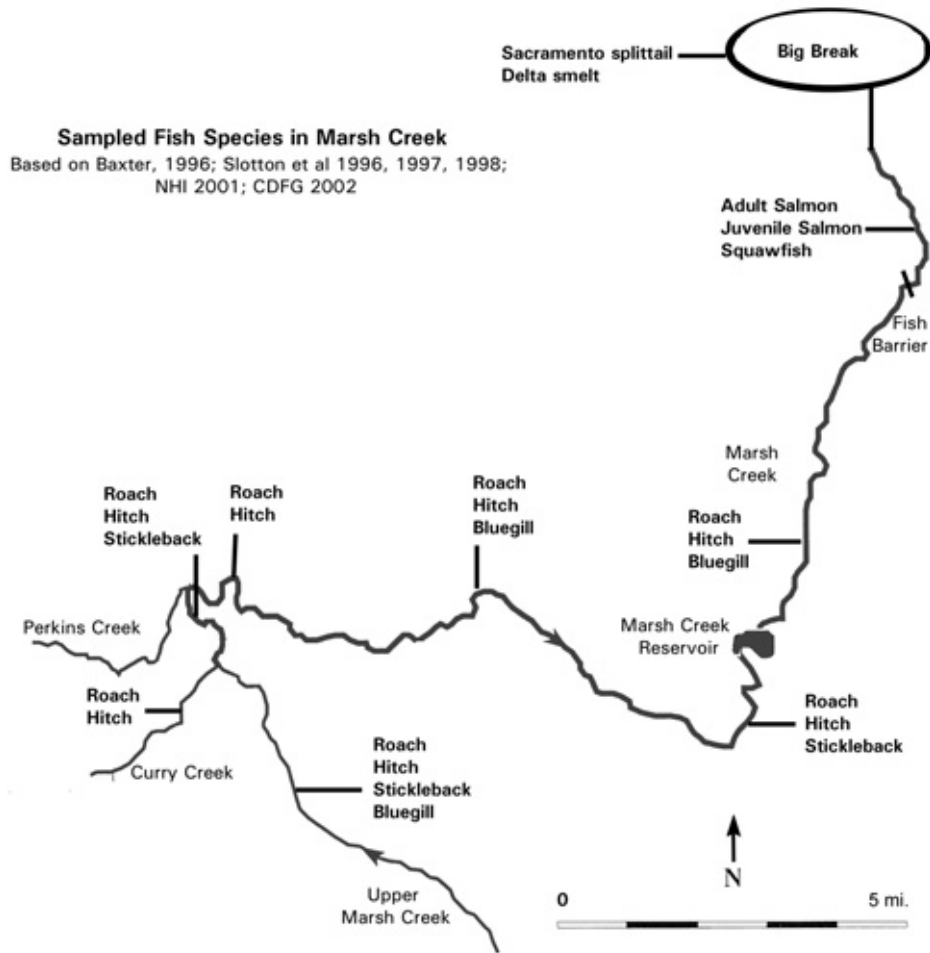 Sacramento splittail
Delta smelt
Big Break
Sampled Fish Species in Marsh Creek
Based on Baxter, 1996; Slotton et al 1996, 1997, 1998;
NHI 2001; CDFG 2002
Adult Salmon
Juvenile Salmon
Squawfish
Fish
Barrier
Marsh
Creek
Roach
Hitch
Stickleback
Roach
Hitch
Roach
Hitch
Bluegill
Roach
Hitch
Bluegill
Perkins Creek
Marsh Creek
Reservoir
Roach
Hitch
Curry Creek
Roach
Hitch
Stickleback
Bluegill
Roach
Hitch
Stickleback
Upper
Marsh Creek
N
0
5 mi.